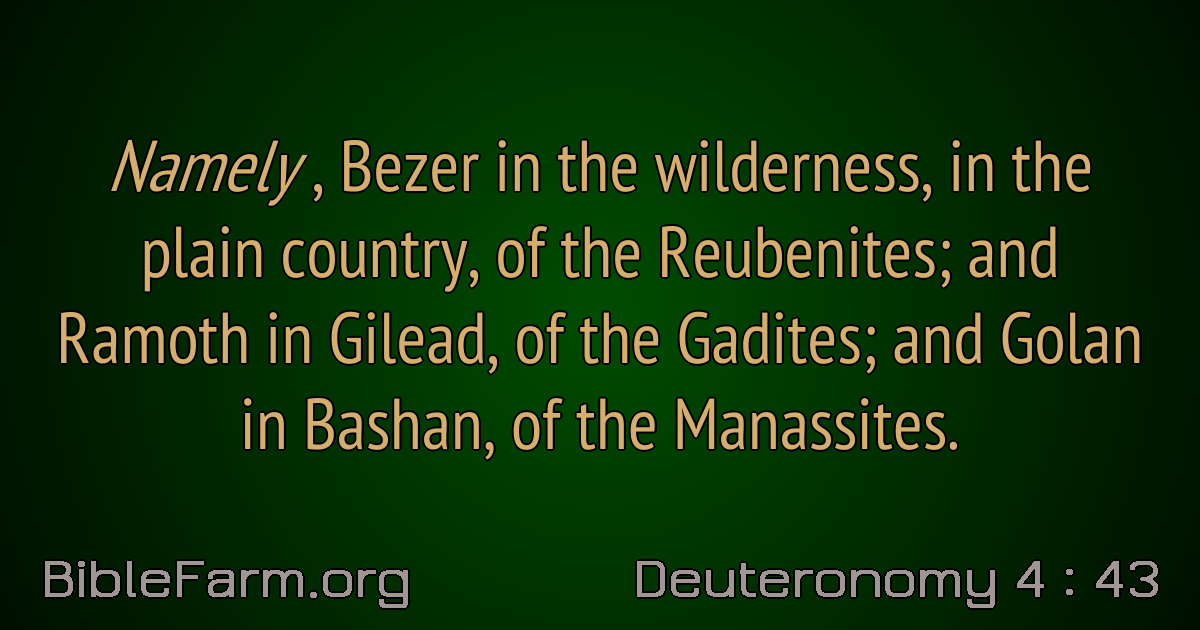 Namely , Bezer in the wilderness, in the
plain country, of the Reubenites; and
Ramoth in Gilead, of the Gadites; and Golan
in Bashan, of the Manassites.
BibleFarm.org
Deuteronomy 4 : 43